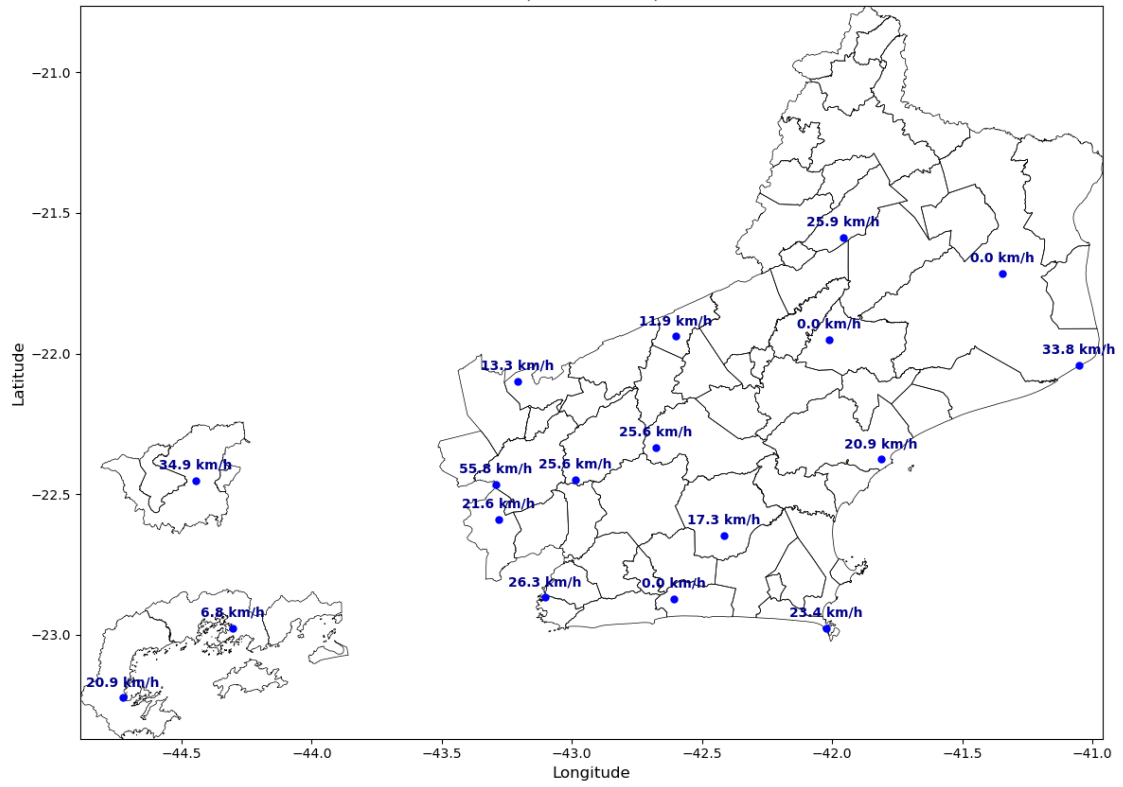 −21.0
−21.5
−22.0
−22.5
−23.0
Latitude
25.9 km/h
0.0 km/h
11.9 km/h
0.0 km/h
33.8 km/h
13.3 km/h
25.6 km/h
20.9 km/h
34.9 km/h
55.8 km/h
25.6 km/h
21.6 km/h
17.3 km/h
26.3 km/h
0.0 km/h
6.8 km/h
23.4 km/h
20.9 km/h
−44.5
−44.0
−43.5
−43.0
−42.5
−42.0
−41.5
−41.0
Longitude